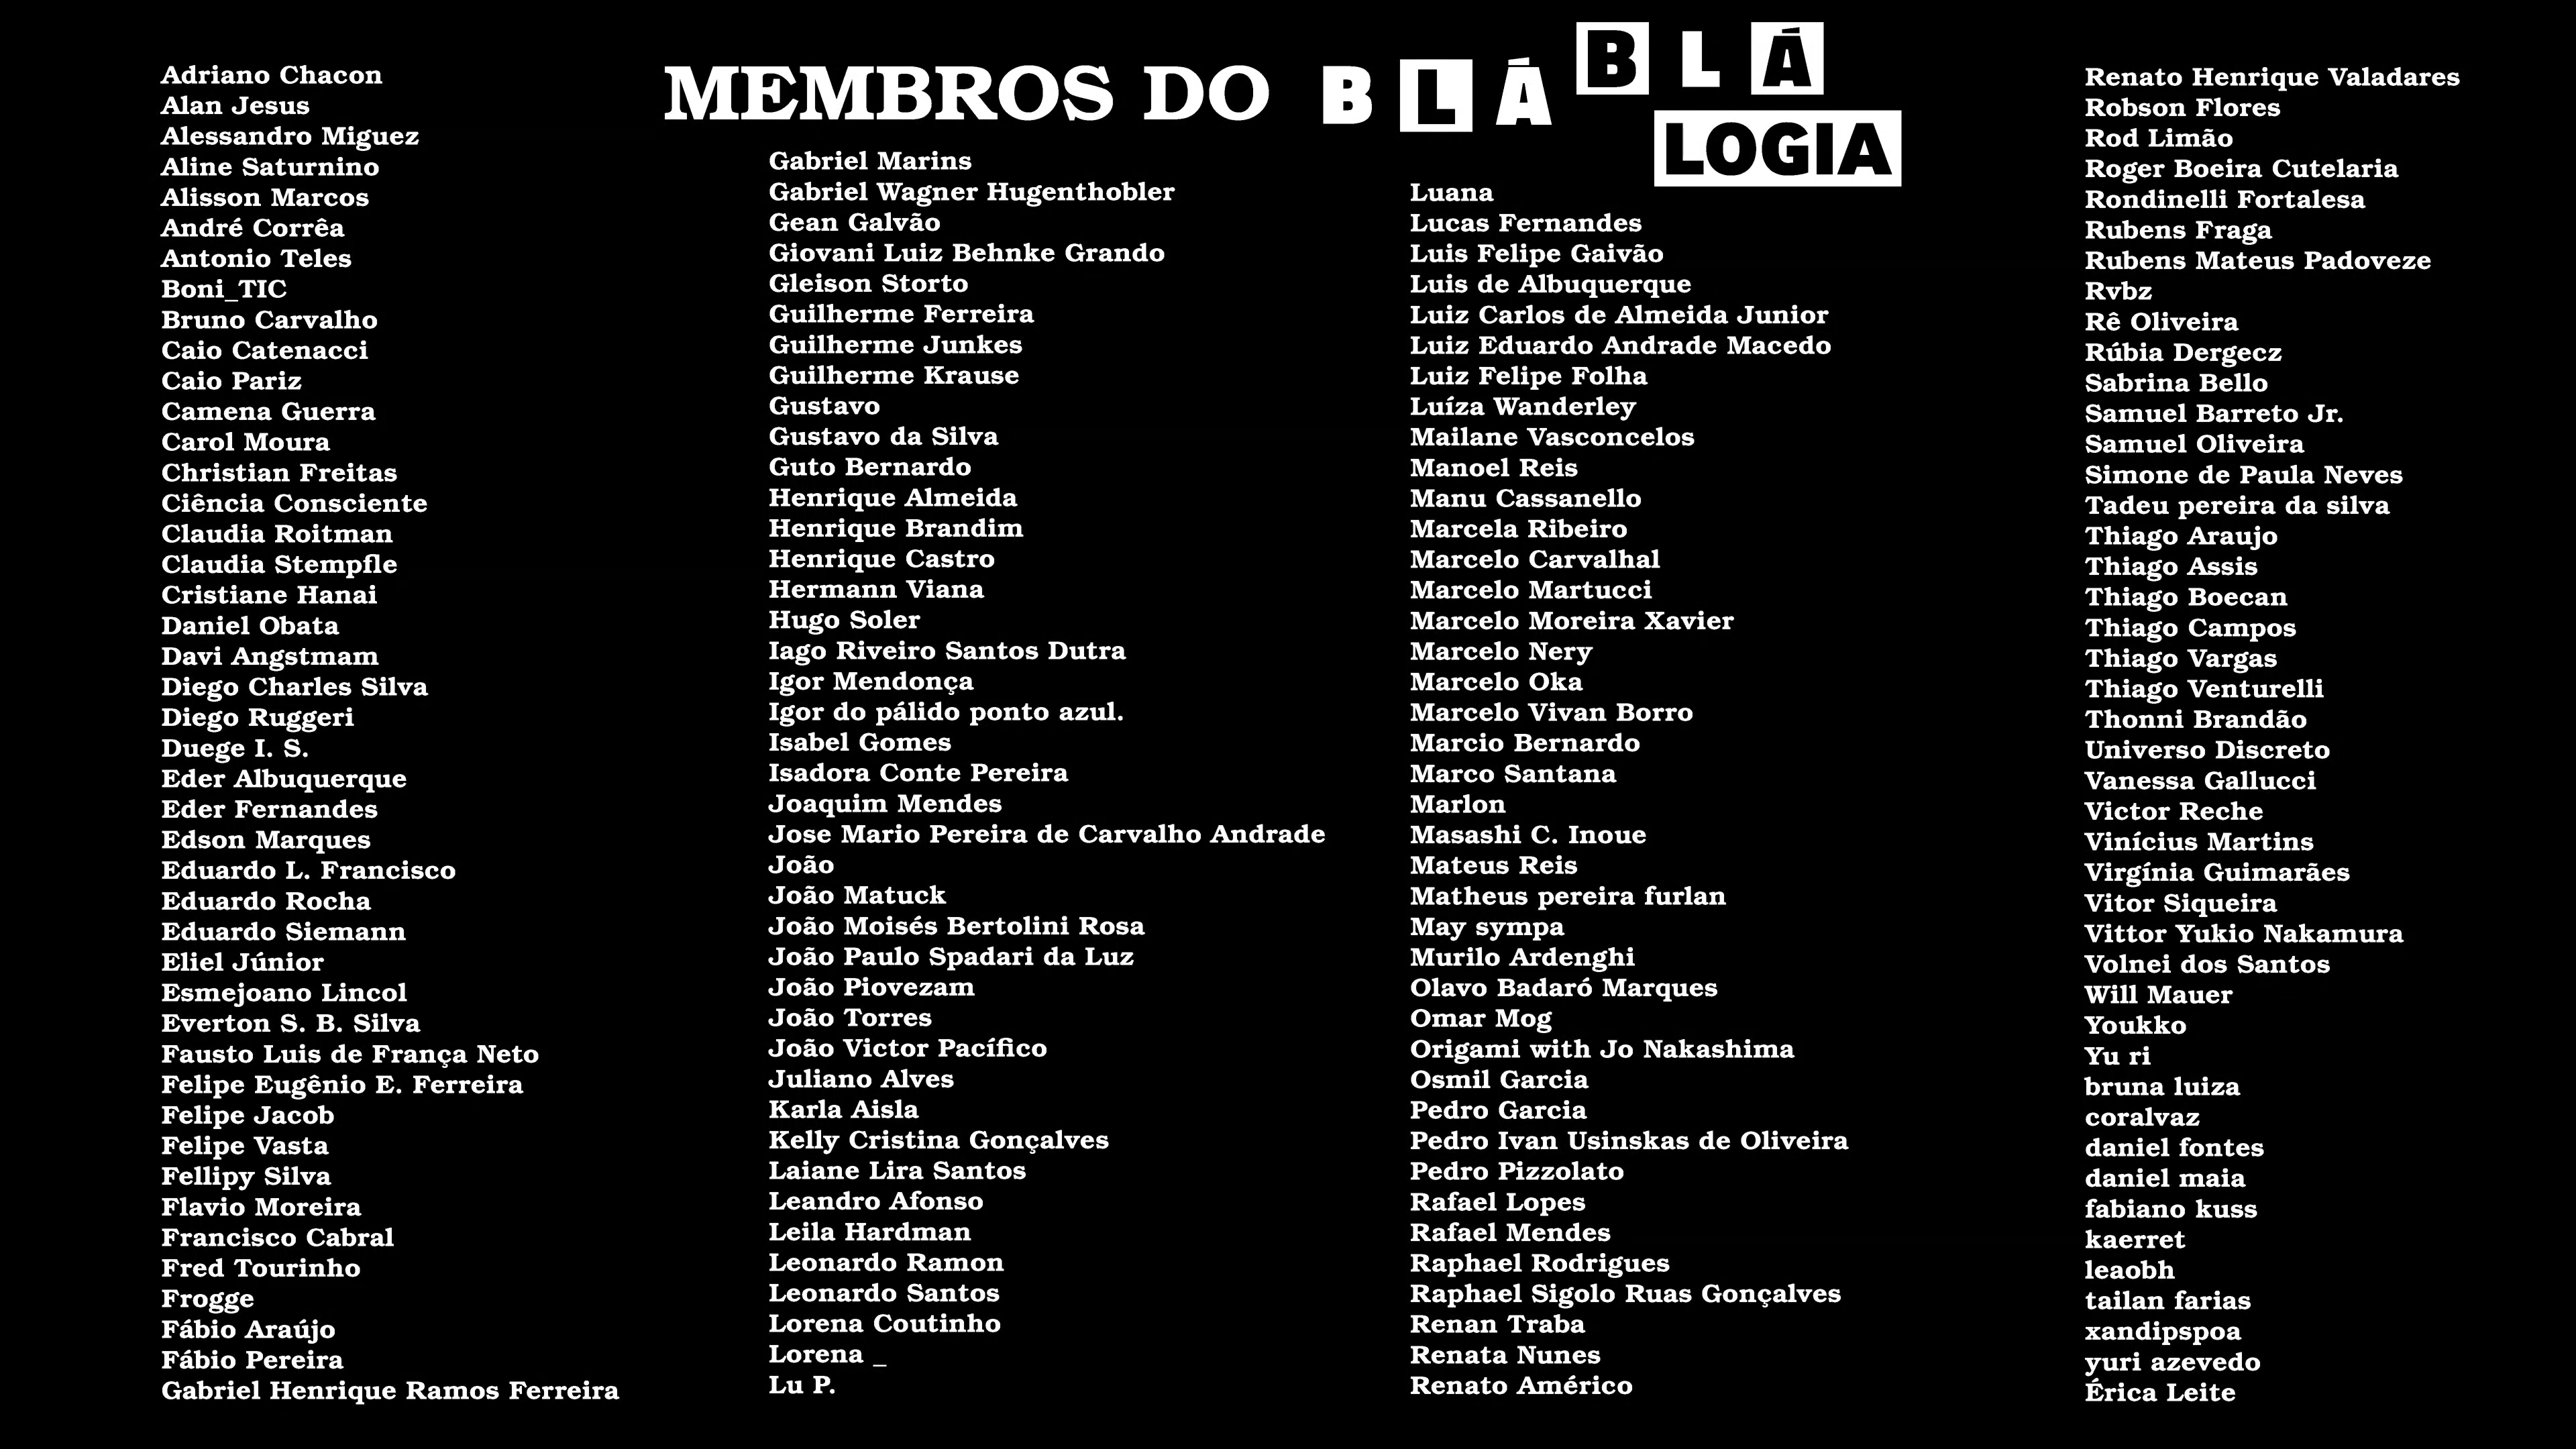 MEMBROS DO BLÁ BLÁ LOGIA
Adriano Chacon
Alan Jesus
Alessandro Miguez
Aline Saturnino
Alisson Marcos
André Corrêa
Antonio Teles
Boni_TIC
Bruno Carvalho
Caio Catenacci
Caio Pariz
Camena Guerra
Carol Moura
Christian Freitas
Ciência Consciente
Claudia Roitman
Claudia Stempfle
Cristiane Hanai
Daniel Obata
Davi Angstmam
Diego Charles Silva
Diego Ruggeri
Duege I. S.
Eder Albuquerque
Eder Fernandes
Edson Marques
Eduardo L. Francisco
Eduardo Rocha
Eduardo Siemann
Eliel Júnior
Esmejoano Lincol
Everton S. B. Silva
Fausto Luis de França Neto
Felipe Eugênio E. Ferreira
Felipe Jacob
Felipe Vasta
Fellipy Silva
Flavio Moreira
Francisco Cabral
Fred Tourinho
Frogge
Fábio Araújo
Fábio Pereira
Gabriel Henrique Ramos Ferreira
Gabriel Marins
Gabriel Wagner Hugenthobler
Gean Galvão
Giovani Luiz Behnke Grando
Gleison Storto
Guilherme Ferreira
Guilherme Junkes
Guilherme Krause
Gustavo
Gustavo da Silva
Guto Bernardo
Henrique Almeida
Henrique Brandim
Henrique Castro
Hermann Viana
Hugo Soler
Iago Riveiro Santos Dutra
Igor Mendonça
Igor do pálido ponto azul.
Isabel Gomes
Isadora Conte Pereira
Joaquim Mendes
Jose Mario Pereira de Carvalho Andrade
João
João Matuck
João Moisés Bertolini Rosa
João Paulo Spadari da Luz
João Piovezam
João Torres
João Victor Pacífico
Juliano Alves
Karla Aisla
Kelly Cristina Gonçalves
Laiane Lira Santos
Leandro Afonso
Leila Hardman
Leonardo Ramon
Leonardo Santos
Lorena Coutinho
Lorena _
Lu P.
Luana
Lucas Fernandes
Luis Felipe Gaivão
Luis de Albuquerque
Luiz Carlos de Almeida Junior
Luiz Eduardo Andrade Macedo
Luiz Felipe Folha
Luíza Wanderley
Mailane Vasconcelos
Manoel Reis
Manu Cassanello
Marcela Ribeiro
Marcelo Carvalhal
Marcelo Martucci
Marcelo Moreira Xavier
Marcelo Nery
Marcelo Oka
Marcelo Vivan Borro
Marcio Bernardo
Marco Santana
Marlon
Masashi C. Inoue
Mateus Reis
Matheus pereira furlan
May sympa
Murilo Ardenghi
Olavo Badaró Marques
Omar Mog
Origami with Jo Nakashima
Osmil Garcia
Pedro Garcia
Pedro Ivan Usinskas de Oliveira
Pedro Pizzolato
Rafael Lopes
Rafael Mendes
Raphael Rodrigues
Raphael Sigolo Ruas Gonçalves
Renan Traba
Renata Nunes
Renato Américo
Renato Henrique Valadares
Robson Flores
Rod Limão
Roger Boeira Cutelaria
Rondinelli Fortalesa
Rubens Fraga
Rubens Mateus Padoveze
Rvbz
Rê Oliveira
Rúbia Dergecz
Sabrina Bello
Samuel Barreto Jr.
Samuel Oliveira
Simone de Paula Neves
Tadeu pereira da silva
Thiago Araujo
Thiago Assis
Thiago Boecan
Thiago Campos
Thiago Vargas
Thiago Venturelli
Thonni Brandão
Universo Discreto
Vanessa Gallucci
Victor Reche
Vinícius Martins
Virgínia Guimarães
Vitor Siqueira
Vittor Yukio Nakamura
Volnei dos Santos
Will Mauer
Youkko
Yu ri
bruna luiza
coralvaz
daniel fontes
daniel maia
fabiano kuss
kaerret
leaobh
tailan farias
xandipspoa
yuri azevedo
Érica Leite